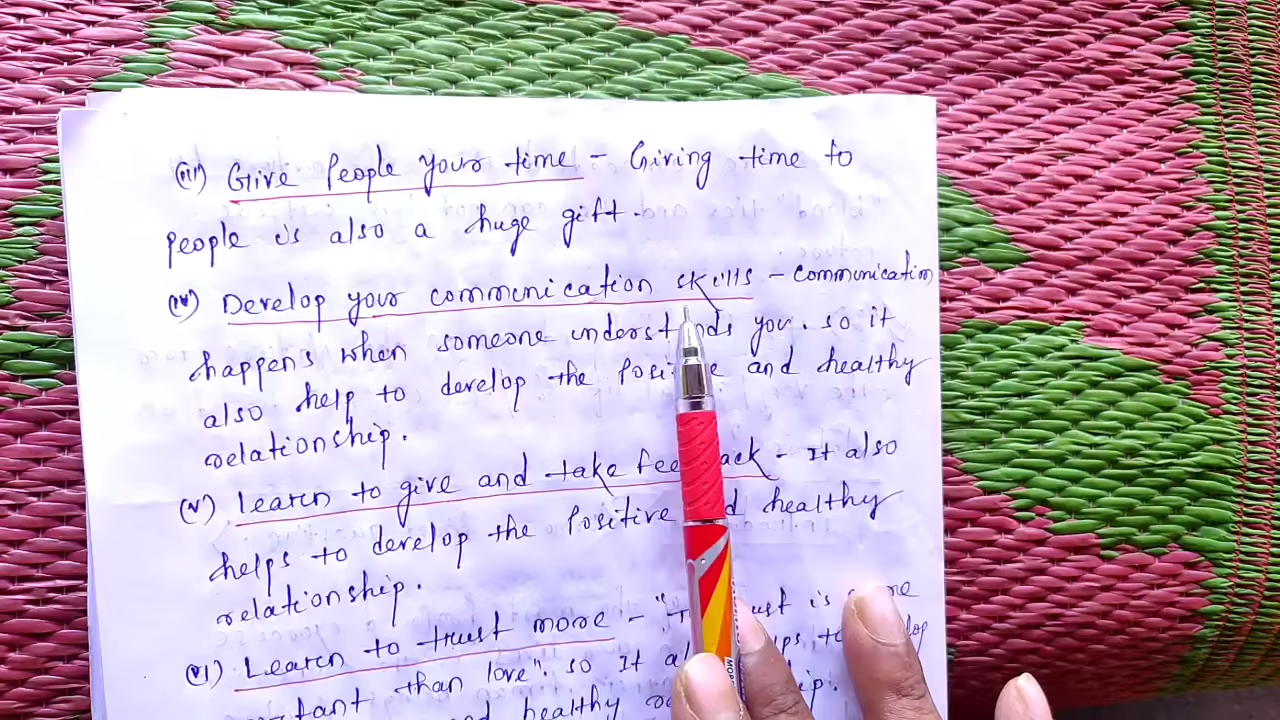 (iii) Give People your time - Giving time to
people is also a huge gift.
(iv) Develop your communication skills - communication
happens when someone understands you. so it
also help to develop the Positive and healthy
relationship.
(v) Learn to give and take feedback - It also
helps to develop the Positive and healthy
relationship.
(vi) Learn to trust more - " is
than love". so It
healthy